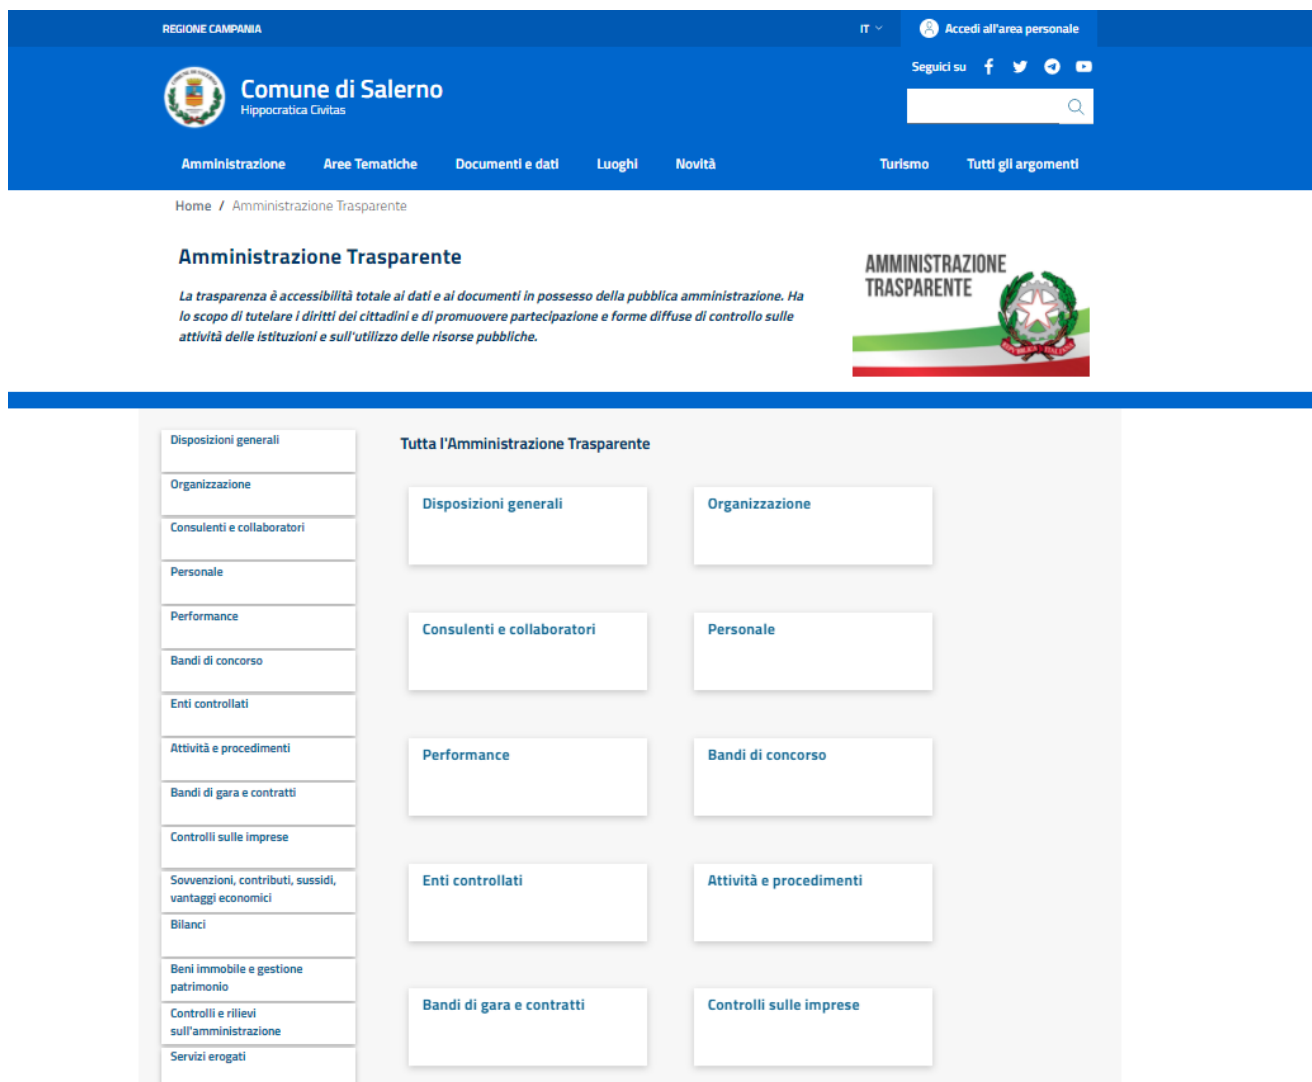 REGIONE CAMPANIA
IT
Accedi all'area personale
Seguici su
Comune di Salerno
Hippocratica Civitas
Amministrazione Aree Tematiche Documenti e dati Luoghi Novità Turismo Tutti gli argomenti
Home / Amministrazione Trasparente
Amministrazione Trasparente
La trasparenza è accessibilità totale ai dati e ai documenti in possesso della pubblica amministrazione. Ha
lo scopo di tutelare i diritti dei cittadini e di promuovere partecipazione e forme diffuse di controllo sulle
attività delle istituzioni e sull'utilizzo delle risorse pubbliche.
AMMINISTRAZIONE
TRASPARENTE
REPVBBLICA ITALIANA
Disposizioni generali
Organizzazione
Consulenti e collaboratori
Personale
Performance
Bandi di concorso
Enti controllati
Attività e procedimenti
Bandi di gara e contratti
Controlli sulle imprese
Sovvenzioni, contributi, sussidi,
vantaggi economici
Bilanci
Beni immobile e gestione
patrimonio
Controlli e rilievi
sull'amministrazione
Servizi erogati
Tutta l'Amministrazione Trasparente
Disposizioni generali
Organizzazione
Consulenti e collaboratori
Personale
Performance
Bandi di concorso
Enti controllati
Attività e procedimenti
Bandi di gara e contratti
Controlli sulle imprese